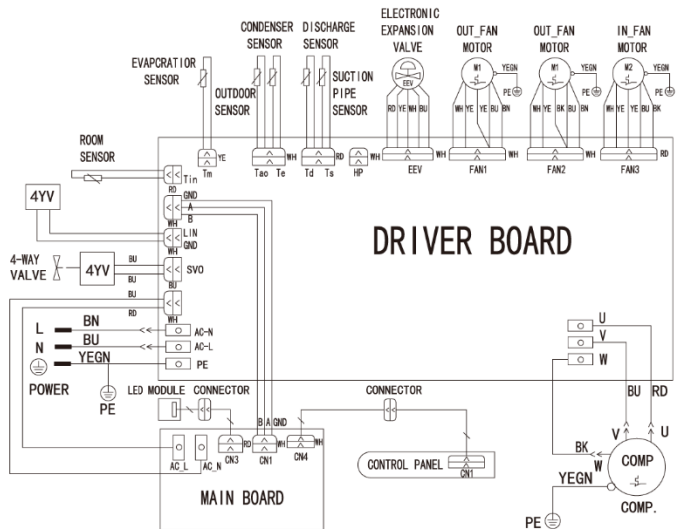 ELECTRONIC
EXPANSION
VALVE
CONDENSER
SENSOR
DISCHARGE
SENSOR
OUT_FAN
MOTOR
OUT_FAN
MOTOR
IN_FAN
MOTOR
EVAPCRATIOR
SENSOR
OUTDOOR
SENSOR
SUCTION
PIPE
SENSOR
EEV
M1
YEGN
PE
M1
YEGN
PE
M2
YEGN
PE
RD YE WH BU
WH YE YE BU BN
WH YE BK BU BN
WH YE RD BU BK
YE
Tm
WH
Tao Te
RD
Td Ts
WH
HP
WH
EEV
WH
FAN1
WH
FAN2
RD
FAN3
ROOM
SENSOR
Tin
RD
GND
A
B
WH
4YV
LIN
GND
WH
4-WAY
VALVE
4YV
BU
BU
SVO
BU
BU
RD
WH
DRIVER BOARD
L BN AC-N
N BU AC-L
YEGN PE
POWER
PE
U
V
W
BU RD
V U
BK
W
COMP
YEGN
COMP.
PE
LED MODULE CONNECTOR
CONNECTOR
B A GND
RD
CN3
WH
CN1
WH
CN4
AC_L AC_N
MAIN BOARD
CONTROL PANEL
CN1